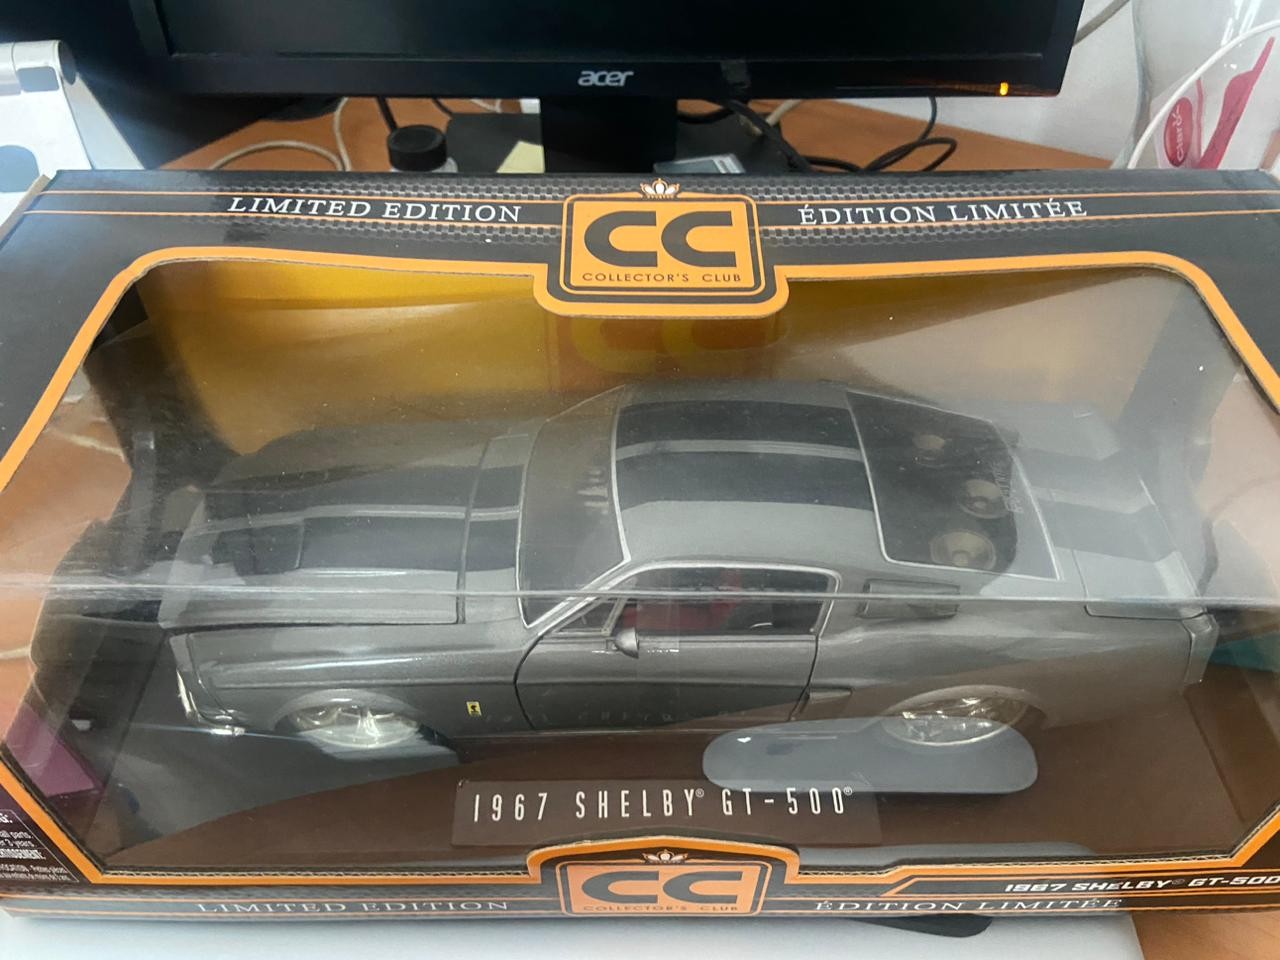 acer
Claro
LIMITED EDITION
CC
COLLECTOR'S CLUB
ÉDITION LIMITÉE
1967 SHELBY® GT-500®
CC
COLLECTOR'S CLUB
1967 SHELBY® GT-500
LIMITED EDITION
ÉDITION LIMITÉE